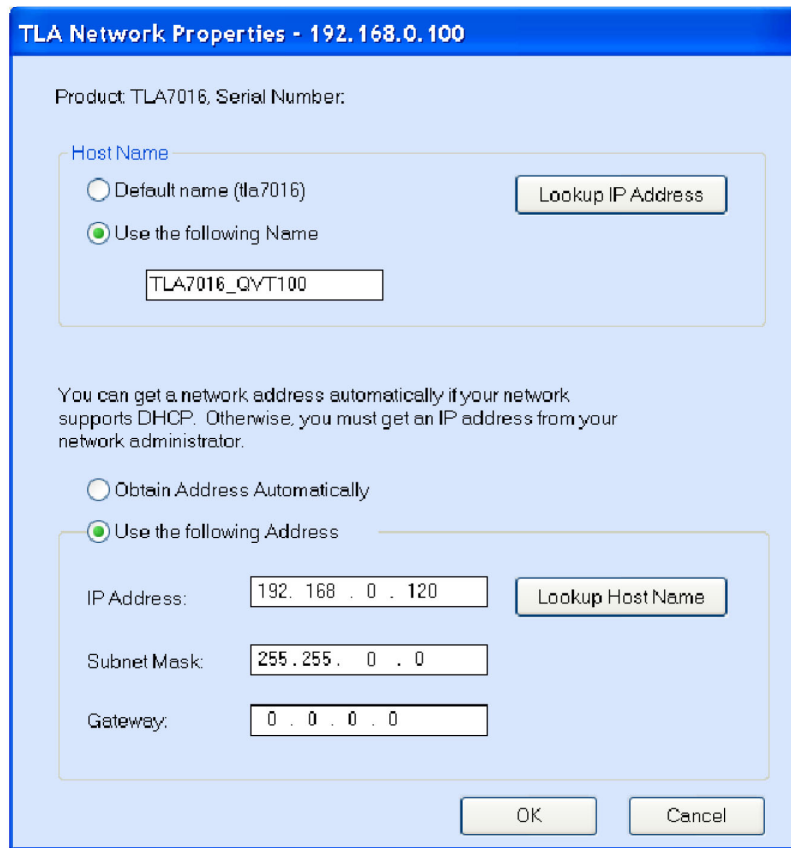 TLA Network Properties - 192.168.0.100
Product: TLA7016, Serial Number:
Host Name
Default name (tla7016)
Lookup IP Address
Use the following Name
TLA7016_QVT100
You can get a network address automatically if your network
supports DHCP. Otherwise, you must get an IP address from your
network administrator.
Obtain Address Automatically
Use the following Address
IP Address:
192. 168 . 0 . 120
Lookup Host Name
Subnet Mask:
255.255. 0 . 0
Gateway:
0 . 0 . 0 . 0
OK
Cancel